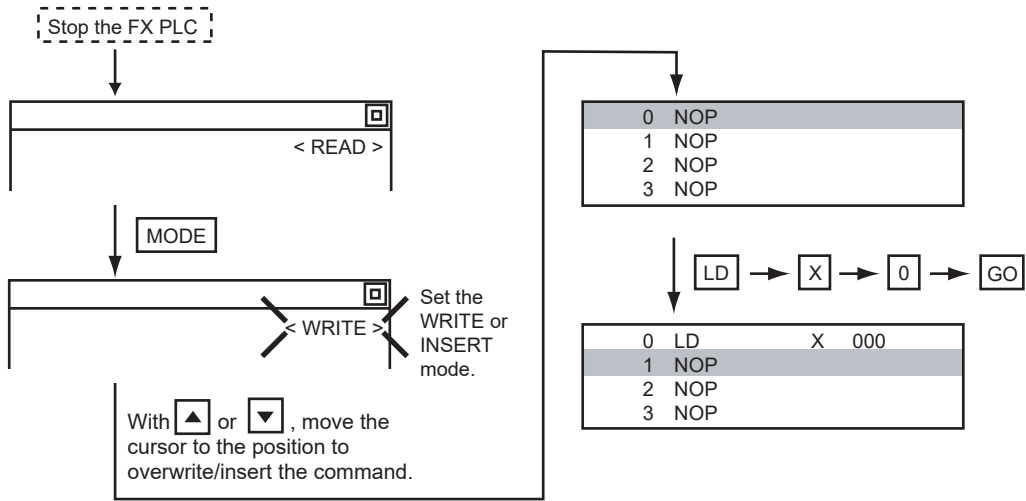 Stop the FX PLC
< READ >
MODE
< WRITE >
Set the
WRITE or
INSERT
mode.
With ▲ or ▼ , move the
cursor to the position to
overwrite/insert the command.
0 NOP
1 NOP
2 NOP
3 NOP
LD X 0 GO
0 LD X 000
1 NOP
2 NOP
3 NOP